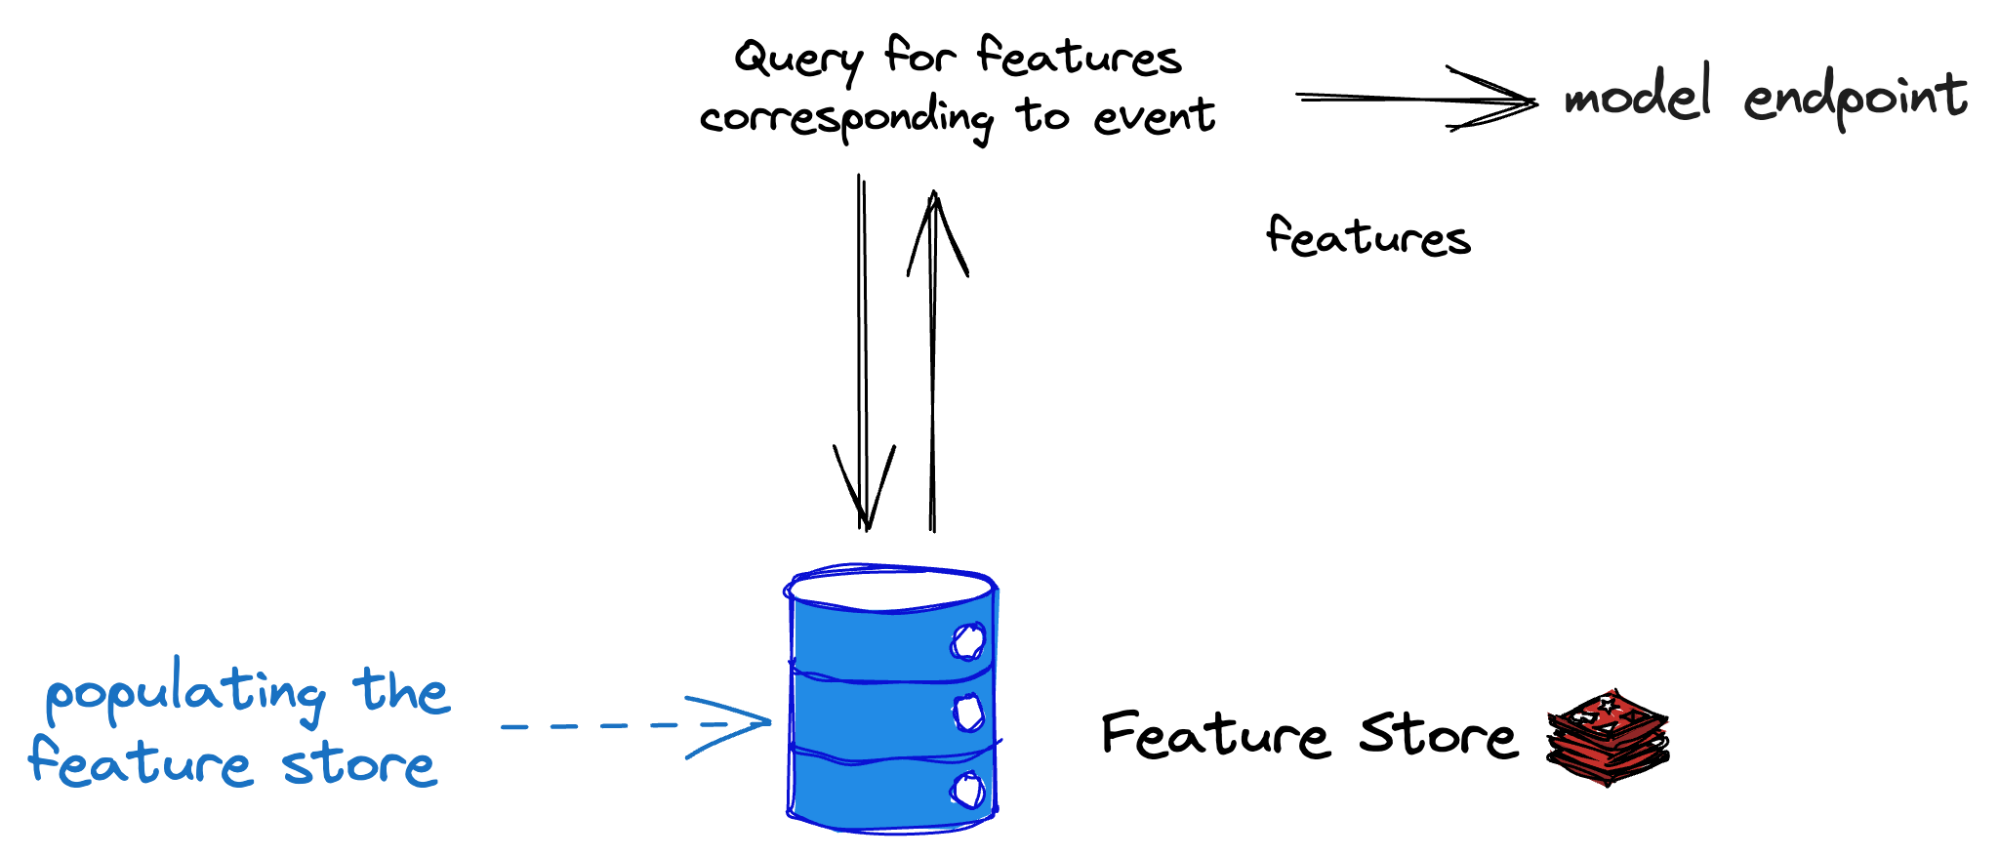 Query for features
corresponding to event
model endpoint
features
populating the
feature store
Feature Store